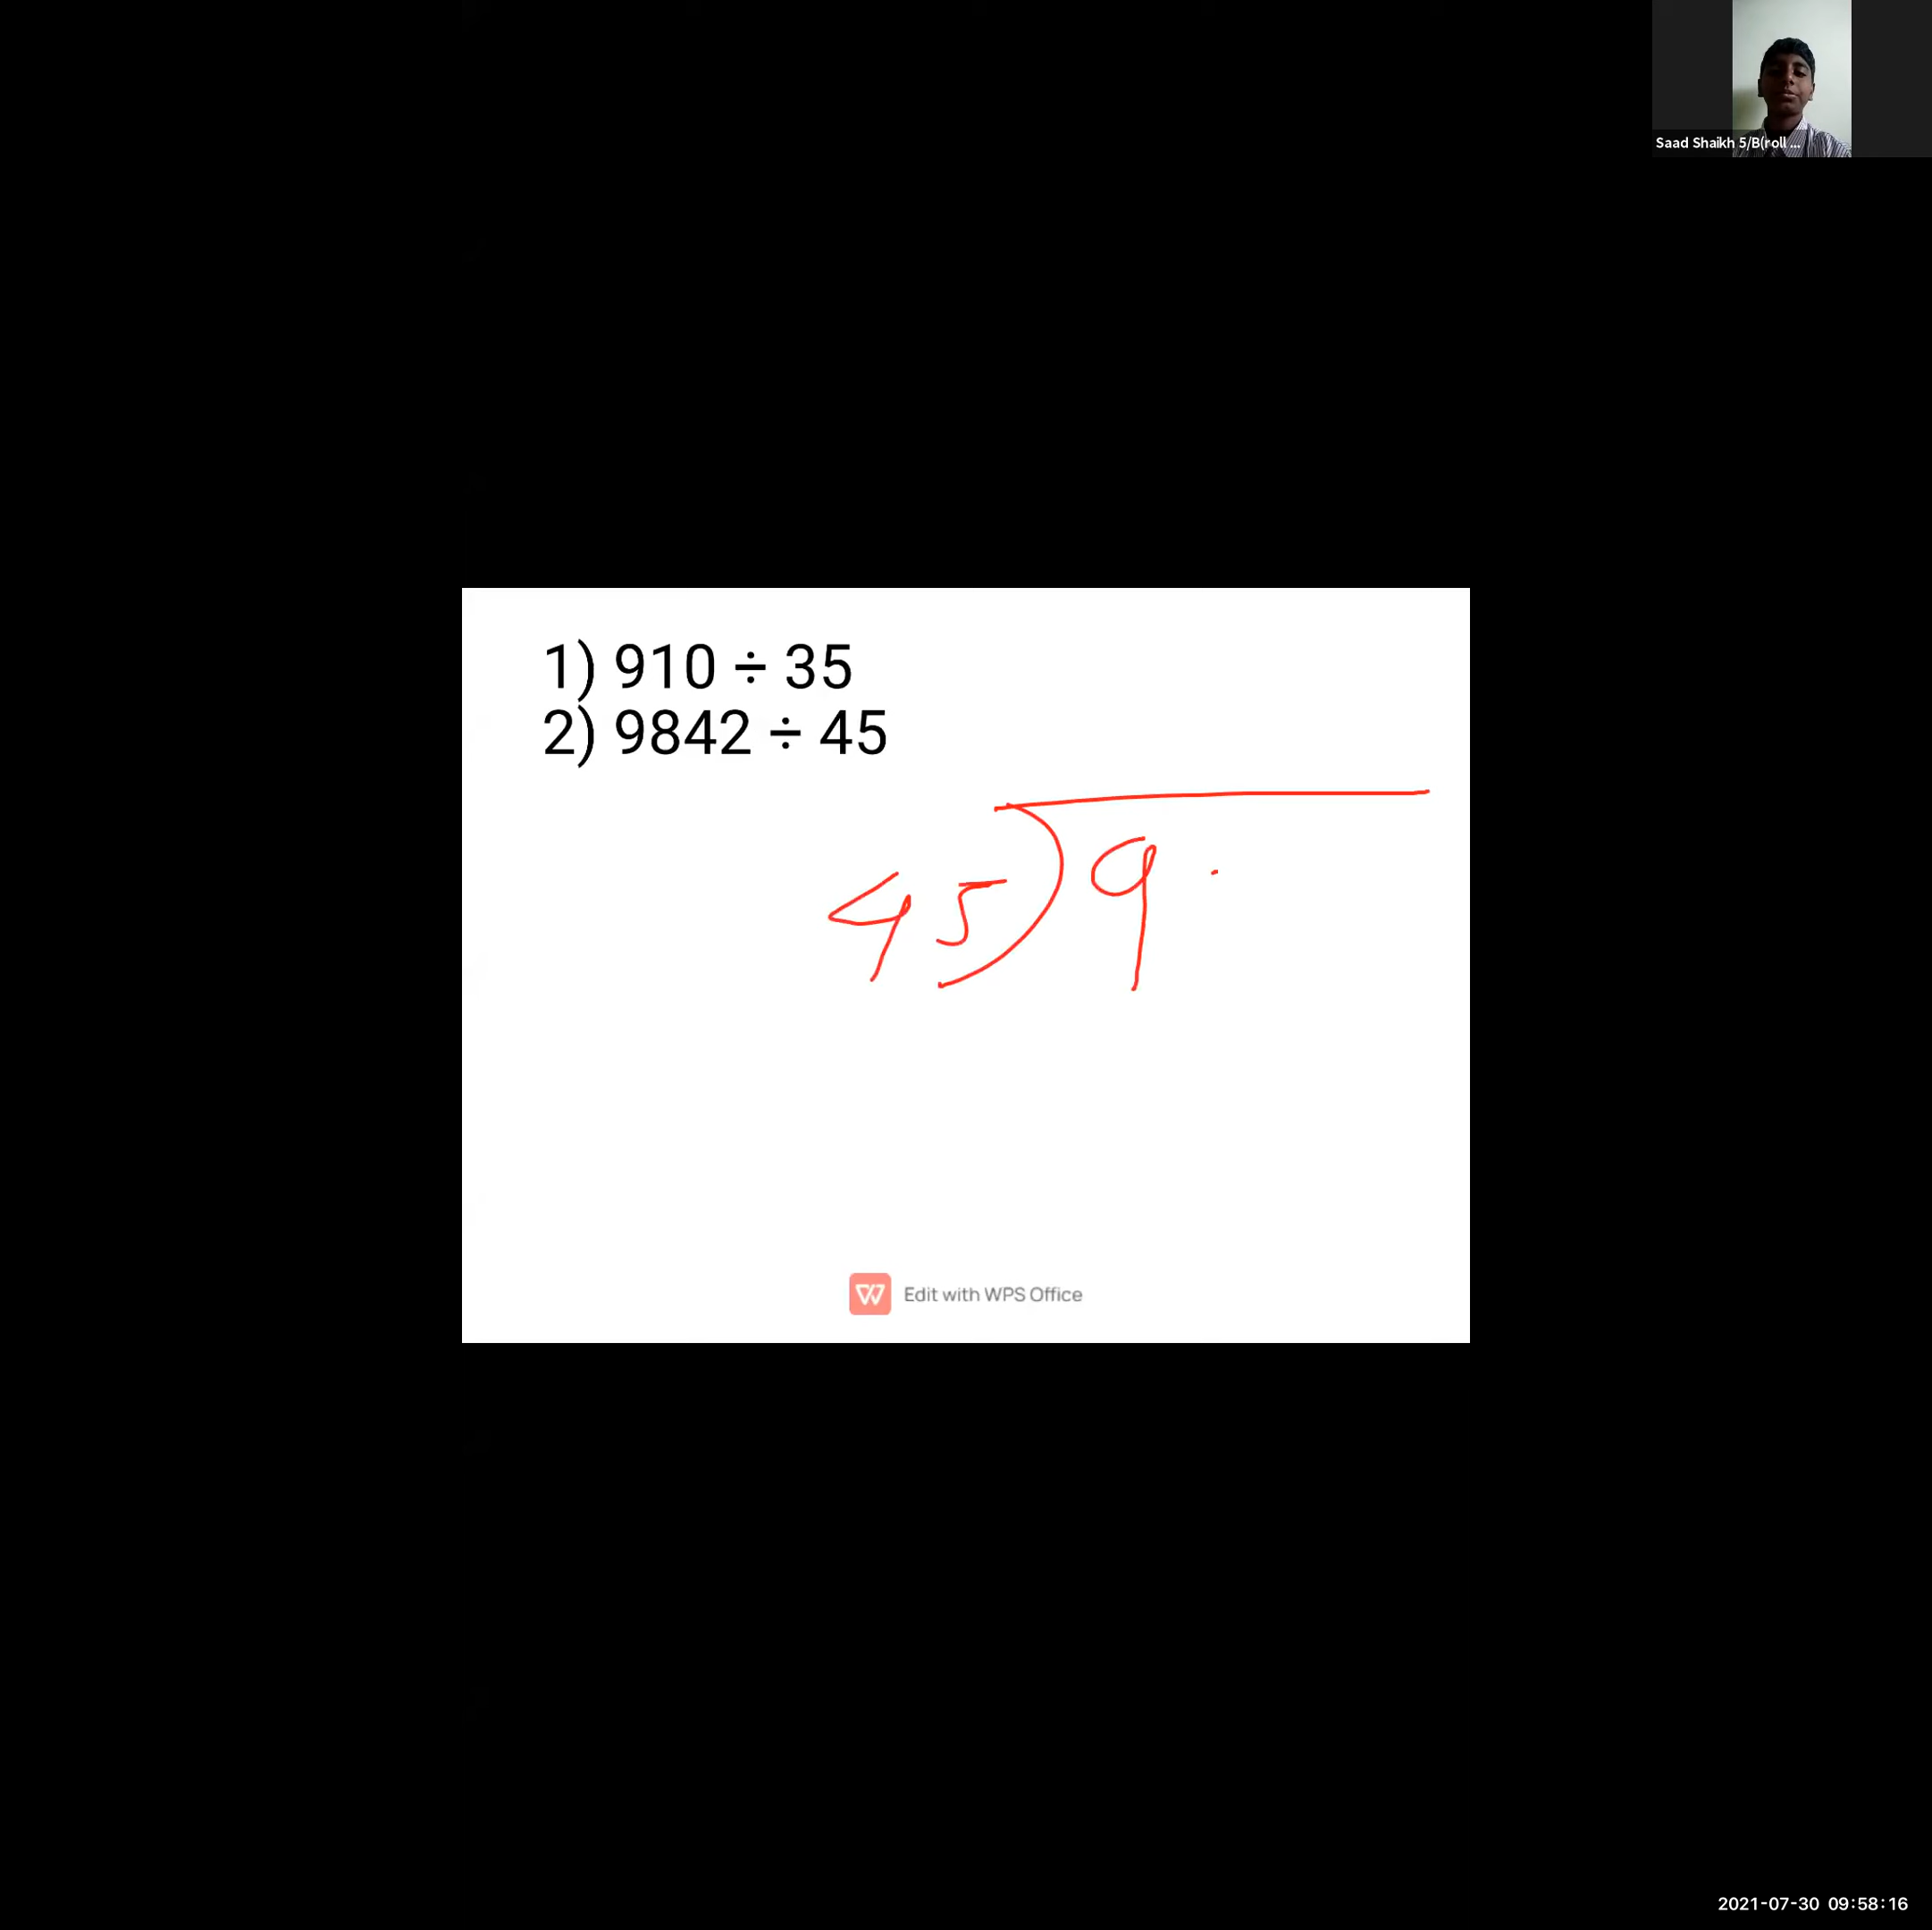 Saad Shaikh 5/B(roll ...
1) 910 ÷ 35
2) 9842 ÷ 45
45) 9
Edit with WPS Office
2021-07-30 09:58:16